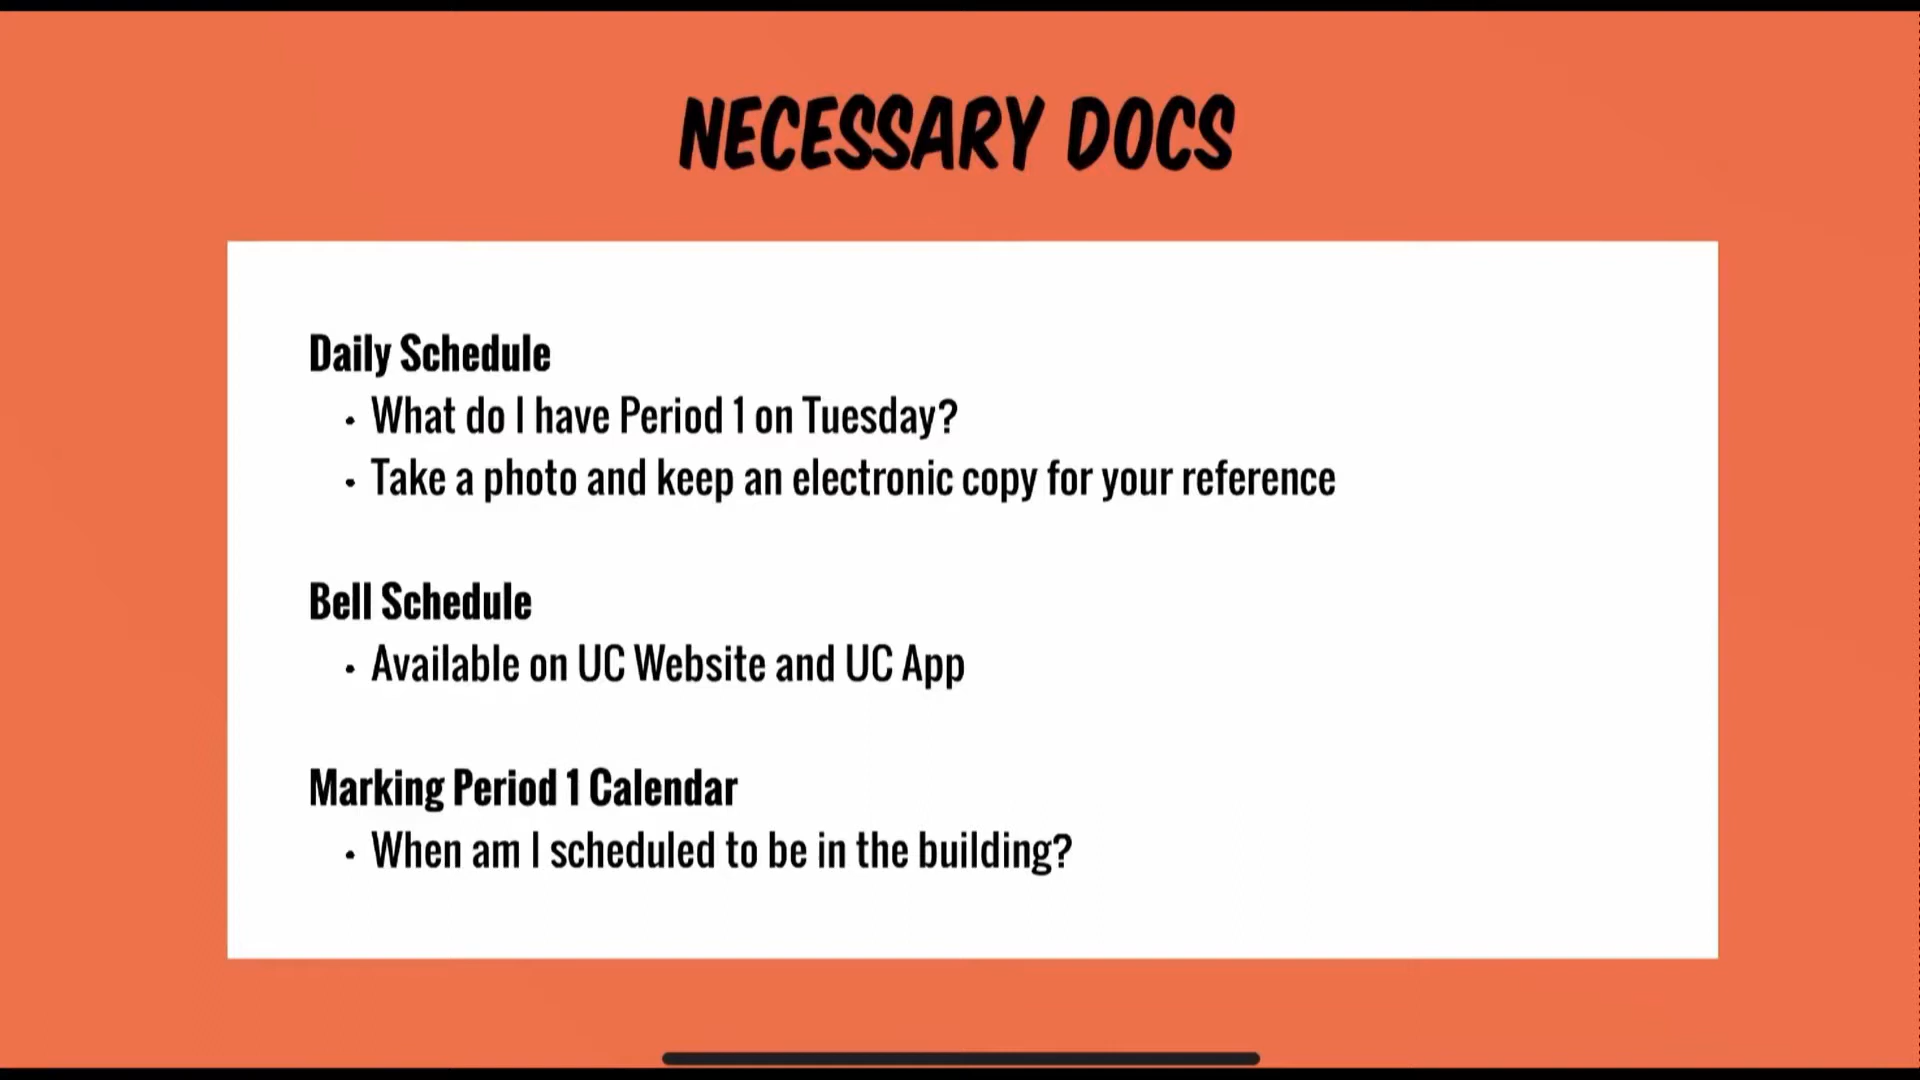 NECESSARY DOCS
Daily Schedule
• What do I have Period 1 on Tuesday?
• Take a photo and keep an electronic copy for your reference
Bell Schedule
• Available on UC Website and UC App
Marking Period 1 Calendar
• When am I scheduled to be in the building?